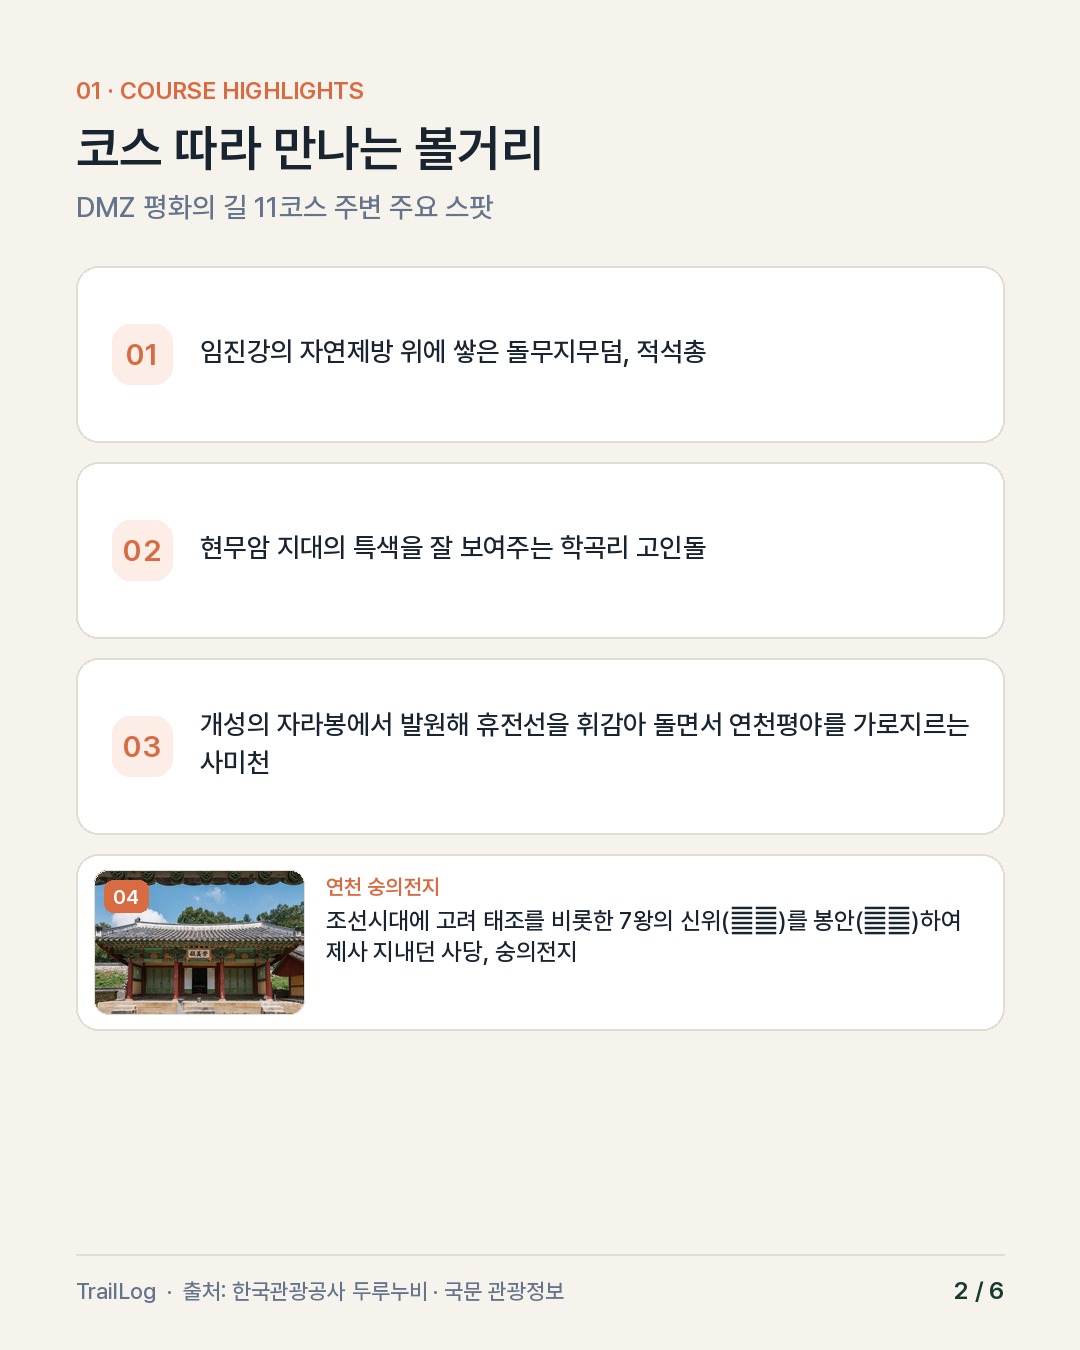 01 · COURSE HIGHLIGHTS
코스 따라 만나는 볼거리
DMZ 평화의 길 11코스 주변 주요 스팟
01
임진강의 자연제방 위에 쌓은 돌무지무덤, 적석총
02
현무암 지대의 특색을 잘 보여주는 학곡리 고인돌
03
개성의 자라봉에서 발원해 휴전선을 휘감아 돌면서 연천평야를 가로지르는
사미천
04
연천 숭의전지
조선시대에 고려 태조를 비롯한 7왕의 신위()를 봉안()하여
제사 지내던 사당, 숭의전지
TrailLog · 출처: 한국관광공사 두루누비 · 국문 관광정보
2 / 6